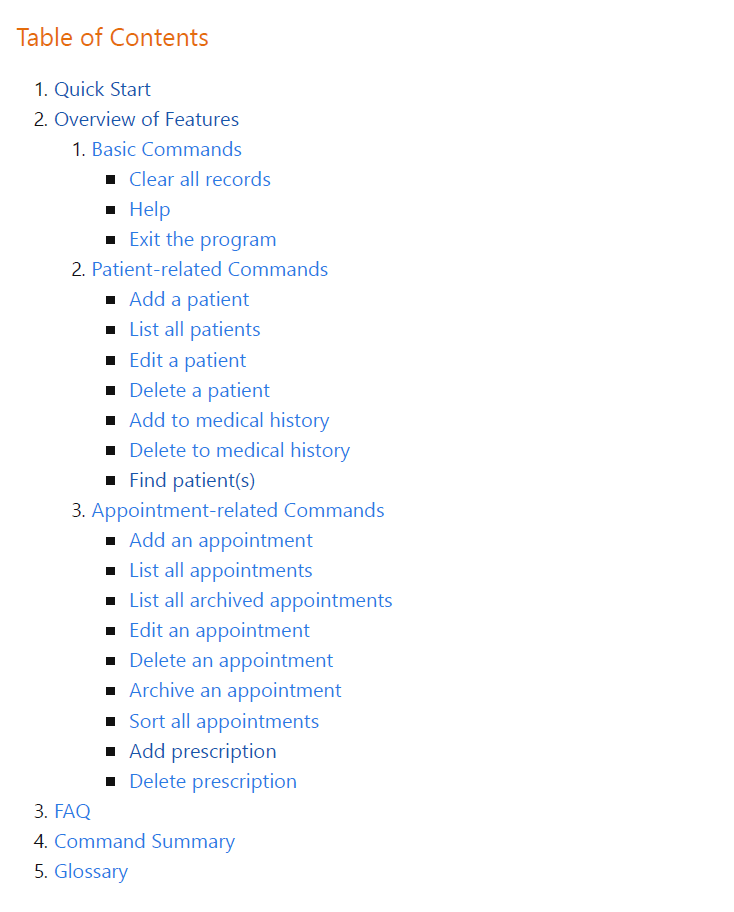 Table of Contents
1. Quick Start
2. Overview of Features
1. Basic Commands
Clear all records
Help
Exit the program
2. Patient-related Commands
Add a patient
List all patients
Edit a patient
Delete a patient
Add to medical history
Delete to medical history
Find patient(s)
3. Appointment-related Commands
Add an appointment
List all appointments
List all archived appointments
Edit an appointment
Delete an appointment
Archive an appointment
Sort all appointments
Add prescription
Delete prescription
3. FAQ
4. Command Summary
5. Glossary